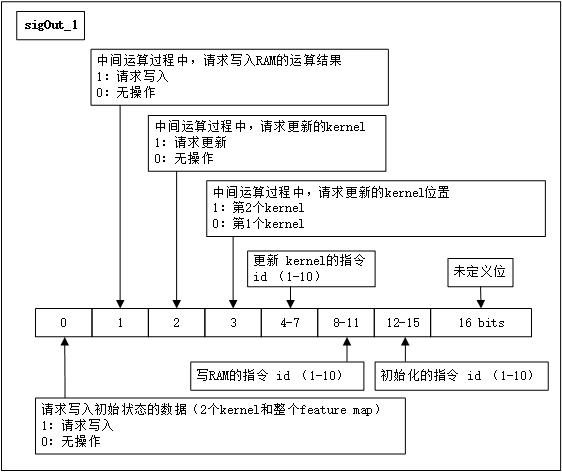 sigOut_1
中间运算过程中，请求写入RAM的运算结果
1：请求写入
0：无操作
中间运算过程中，请求更新的kernel
1：请求更新
0：无操作
中间运算过程中，请求更新的kernel位置
1：第2个kernel
0：第1个kernel
更新 kernel的指令
id （1-10）
未定义位
0 1 2 3 4-7 8-11 12-15 16 bits
写RAM的指令 id （1-10）
初始化的指令 id （1-10）
请求写入初始状态的数据（2个kernel和整个feature map）
1：请求写入
0：无操作